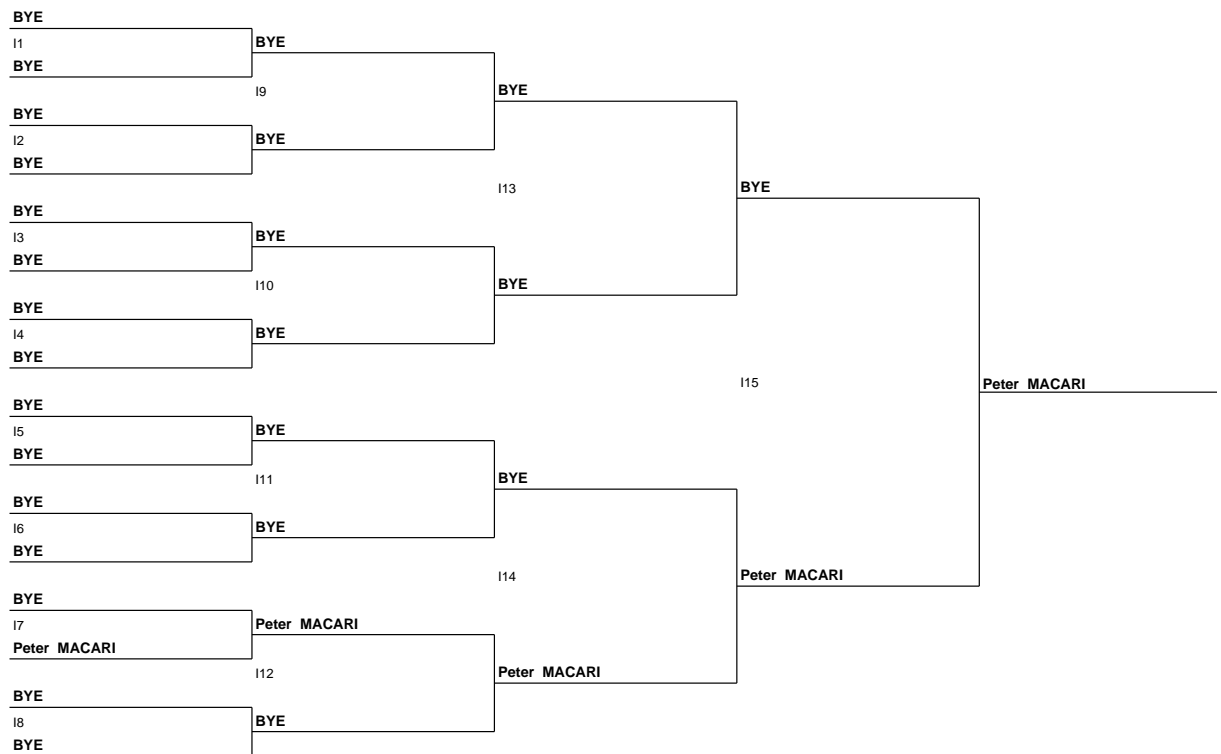 BYE
I1
BYE
BYE
I9
BYE
BYE
I2
BYE
BYE
I13
BYE
BYE
I3
BYE
BYE
I10
BYE
BYE
I4
BYE
BYE
I15
Peter MACARI
BYE
I5
BYE
BYE
I11
BYE
BYE
I6
BYE
BYE
I14
Peter MACARI
BYE
I7
Peter MACARI
Peter MACARI
I12
Peter MACARI
BYE
I8
BYE
BYE